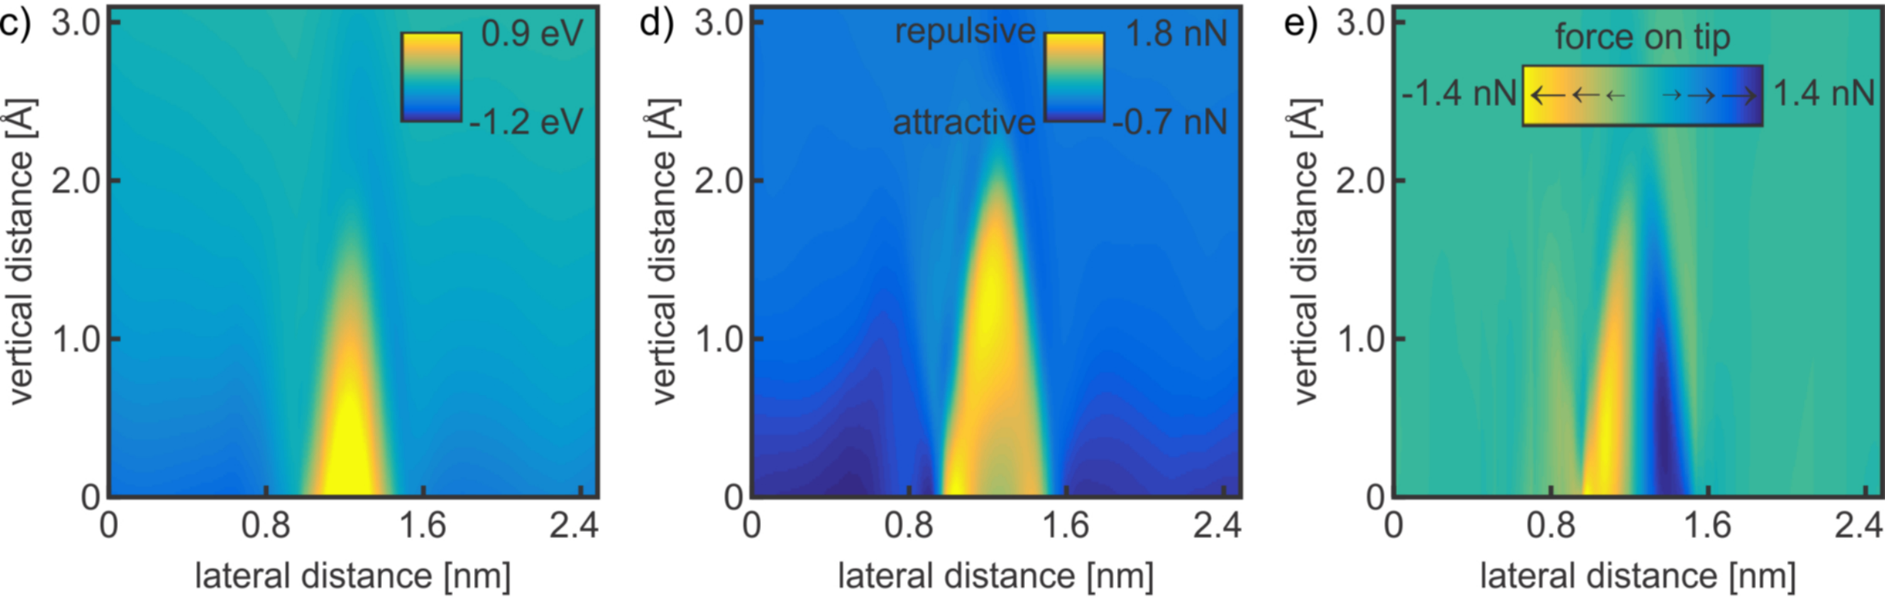 c)
3.0
2.0
1.0
0
0.9 eV
-1.2 eV
vertical distance [Å]
0 0.8 1.6 2.4
lateral distance [nm]
d)
3.0
2.0
1.0
0
repulsive 1.8 nN
attractive -0.7 nN
vertical distance [Å]
0 0.8 1.6 2.4
lateral distance [nm]
e)
3.0
2.0
1.0
0
force on tip
-1.4 nN ←←← →→→ 1.4 nN
vertical distance [Å]
0 0.8 1.6 2.4
lateral distance [nm]